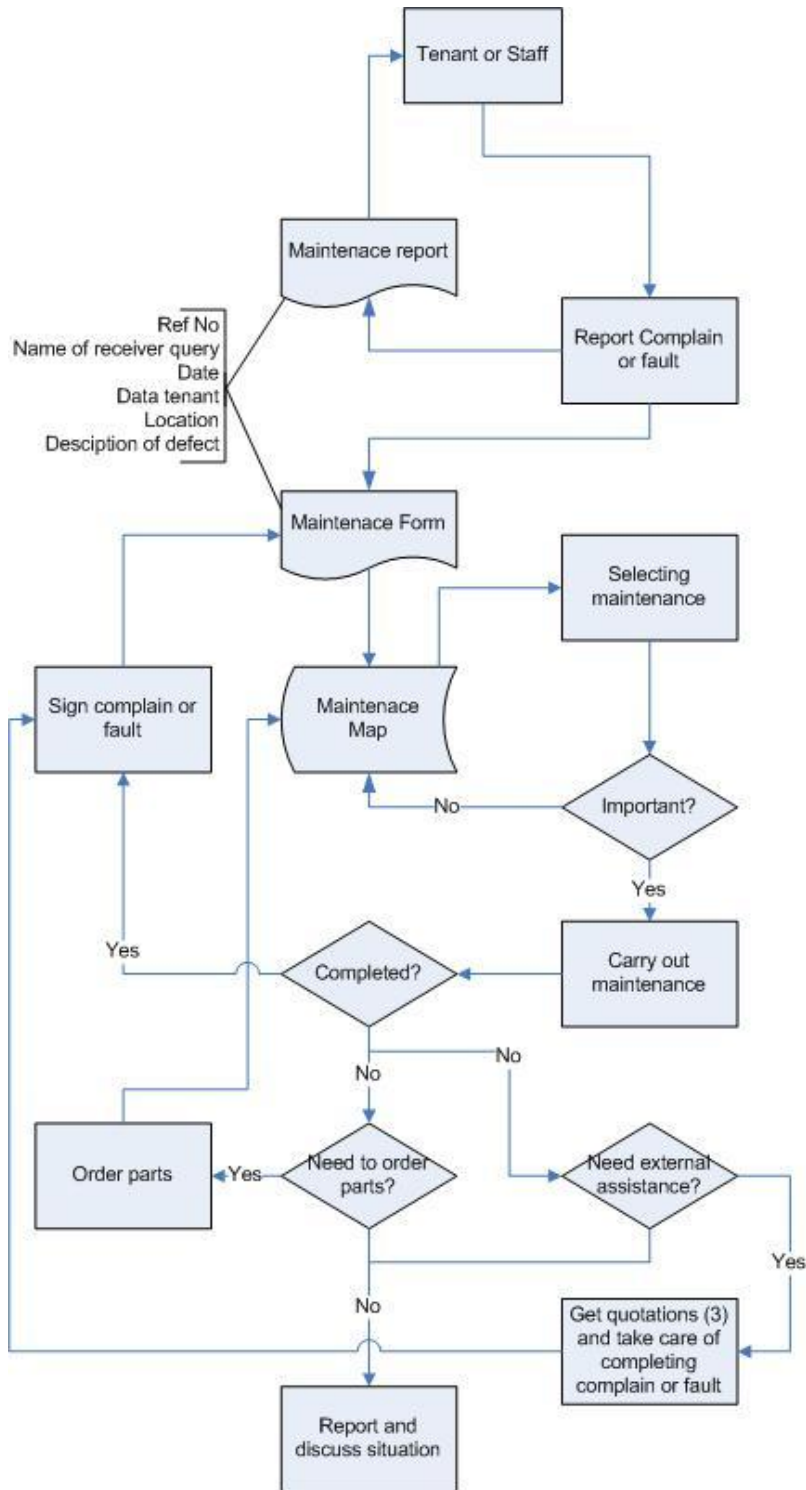 Tenant or Staff
Maintenace report
Ref No
Name of receiver query
Date
Data tenant
Location
Desciption of defect
Report Complain
or fault
Maintenace Form
Selecting
maintenance
Sign complain or
fault
Maintenace
Map
No
Important?
Yes
Yes
Completed?
Carry out
maintenance
No
No
Order parts
Yes
Need to order
parts?
Need external
assistance?
Yes
No
Get quotations (3)
and take care of
completing
complain or fault
Report and
discuss situation